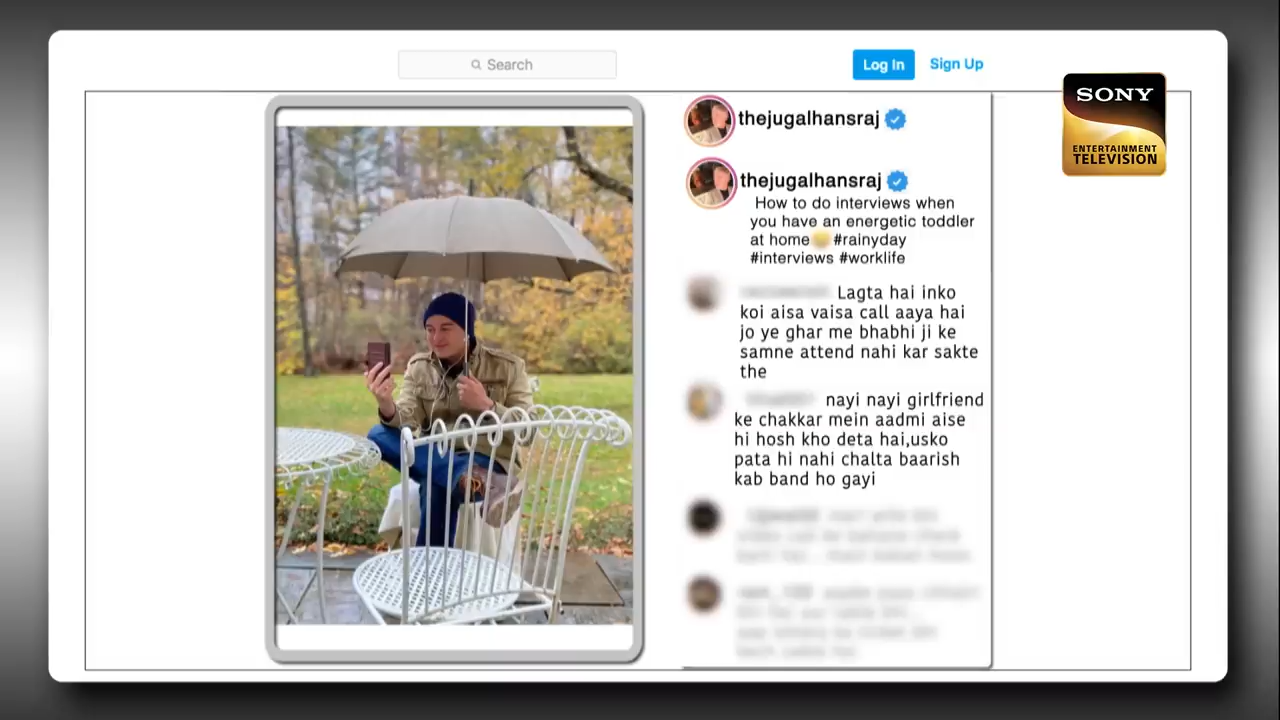 Search
Log In
Sign Up
SONY
ENTERTAINMENT
TELEVISION
thejugalhansraj
thejugalhansraj
How to do interviews when
you have an energetic toddler
at home #rainyday
#interviews #worklife
Lagta hai inko
koi aisa vaisa call aaya hai
jo ye ghar me bhabhi ji ke
samne attend nahi kar sakte
the
nayi nayi girlfriend
ke chakkar mein aadmi aise
hi hosh kho deta hai,usko
pata hi nahi chalta baarish
kab band ho gayi